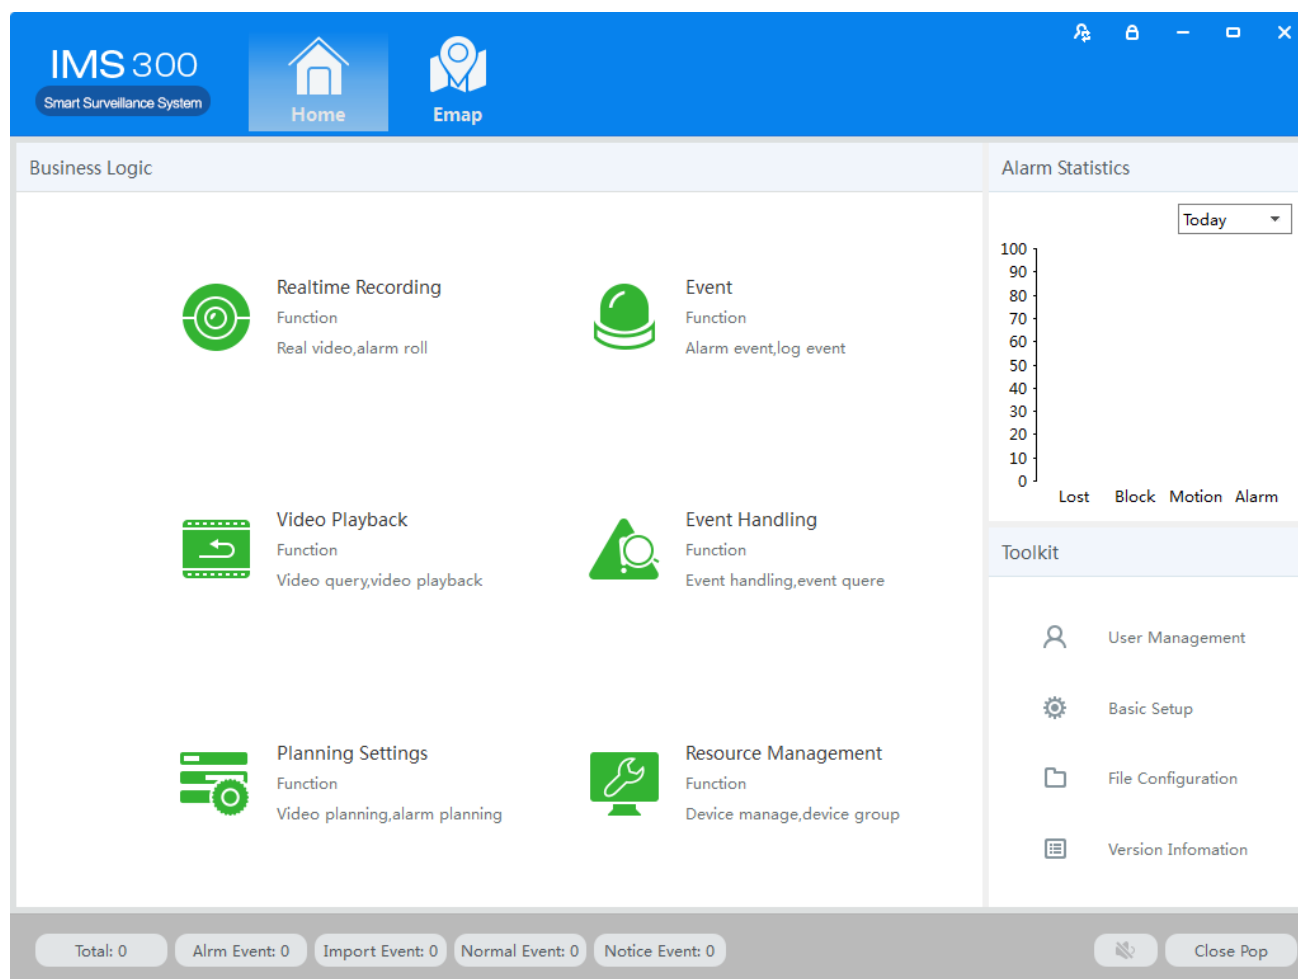 IMS 300
Smart Surveillance System
Home
Emap
Business Logic
Realtime Recording
Function
Real video,alarm roll
Event
Function
Alarm event,log event
Video Playback
Function
Video query,video playback
Event Handling
Function
Event handling,event quere
Planning Settings
Function
Video planning,alarm planning
Resource Management
Function
Device manage,device group
Alarm Statistics
Today
100
90
80
70
60
50
40
30
20
10
0
Lost Block Motion Alarm
Toolkit
User Management
Basic Setup
File Configuration
Version Infomation
Total: 0 Alrm Event: 0 Import Event: 0 Normal Event: 0 Notice Event: 0 Close Pop